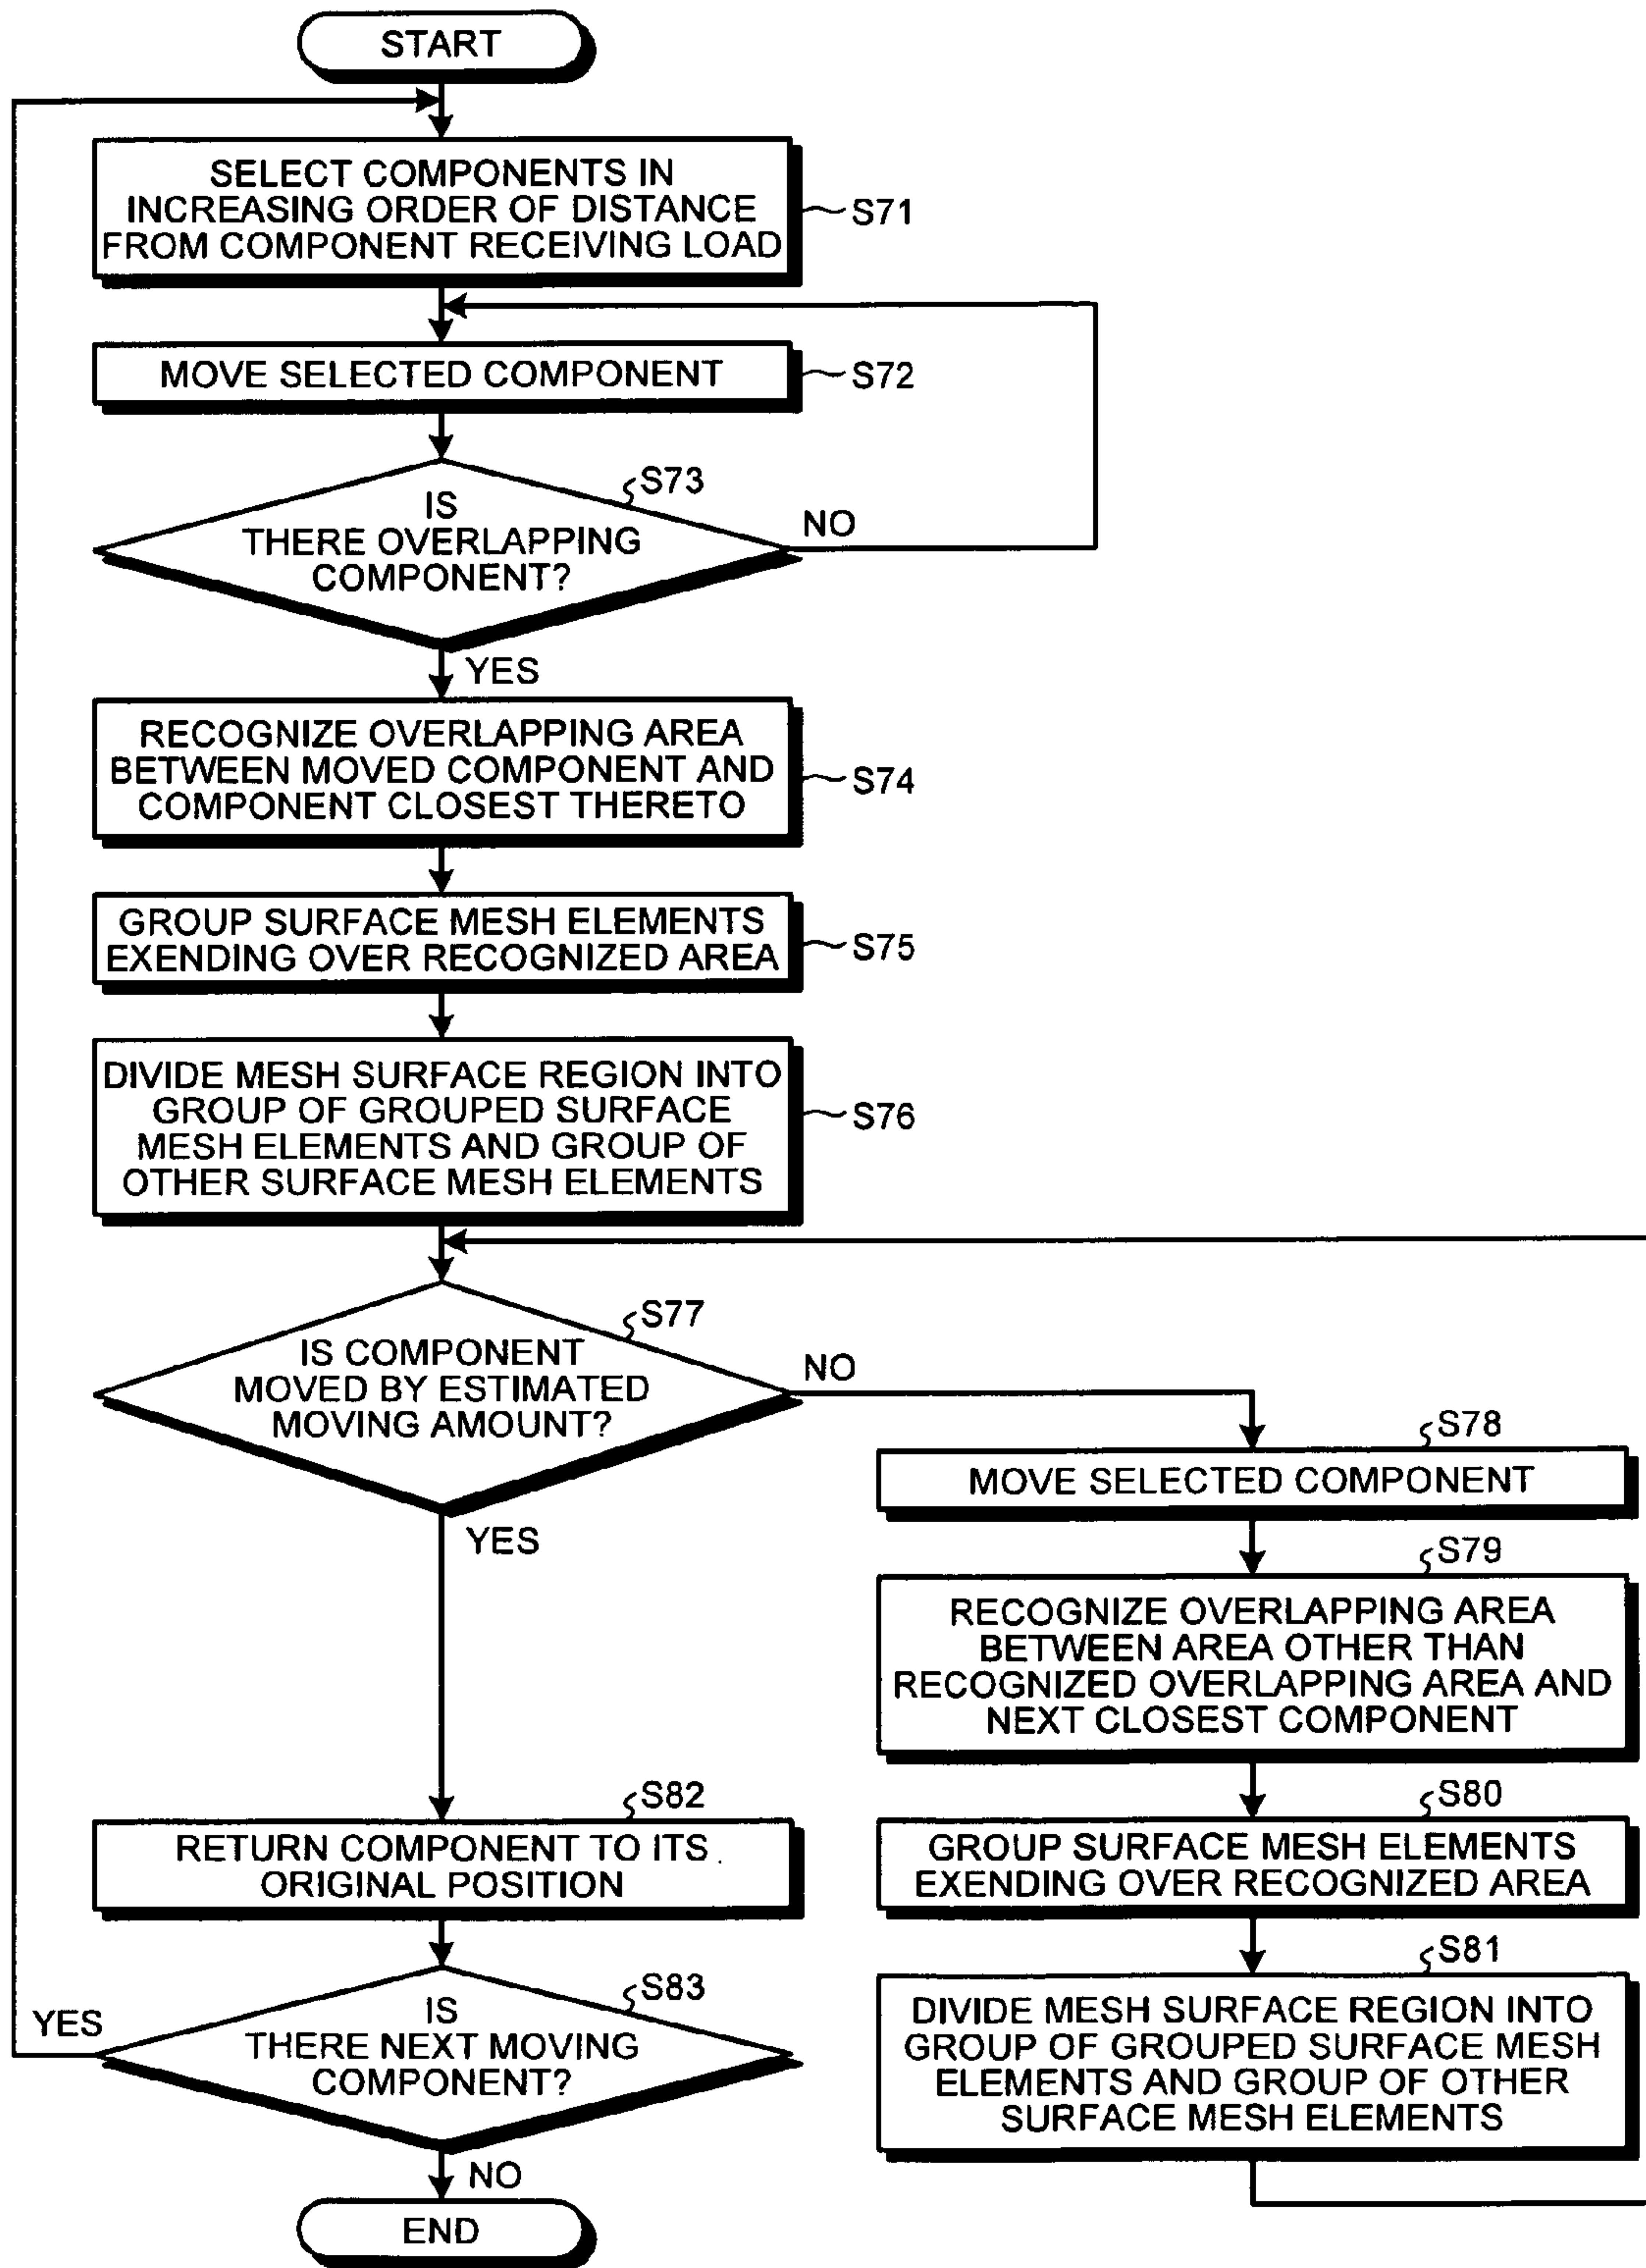 START
SELECT COMPONENTS IN
INCREASING ORDER OF DISTANCE
FROM COMPONENT RECEIVING LOAD
S71
MOVE SELECTED COMPONENT
S72
S73
IS
THERE OVERLAPPING
COMPONENT?
NO
YES
RECOGNIZE OVERLAPPING AREA
BETWEEN MOVED COMPONENT AND
COMPONENT CLOSEST THERETO
S74
GROUP SURFACE MESH ELEMENTS
EXENDING OVER RECOGNIZED AREA
S75
DIVIDE MESH SURFACE REGION INTO
GROUP OF GROUPED SURFACE
MESH ELEMENTS AND GROUP OF
OTHER SURFACE MESH ELEMENTS
S76
S77
IS COMPONENT
MOVED BY ESTIMATED
MOVING AMOUNT?
NO
YES
S78
MOVE SELECTED COMPONENT
S79
RECOGNIZE OVERLAPPING AREA
BETWEEN AREA OTHER THAN
RECOGNIZED OVERLAPPING AREA AND
NEXT CLOSEST COMPONENT
S80
GROUP SURFACE MESH ELEMENTS
EXENDING OVER RECOGNIZED AREA
S81
DIVIDE MESH SURFACE REGION INTO
GROUP OF GROUPED SURFACE MESH
ELEMENTS AND GROUP OF OTHER
SURFACE MESH ELEMENTS
S82
RETURN COMPONENT TO ITS
ORIGINAL POSITION
S83
IS
THERE NEXT MOVING
COMPONENT?
YES
NO
END